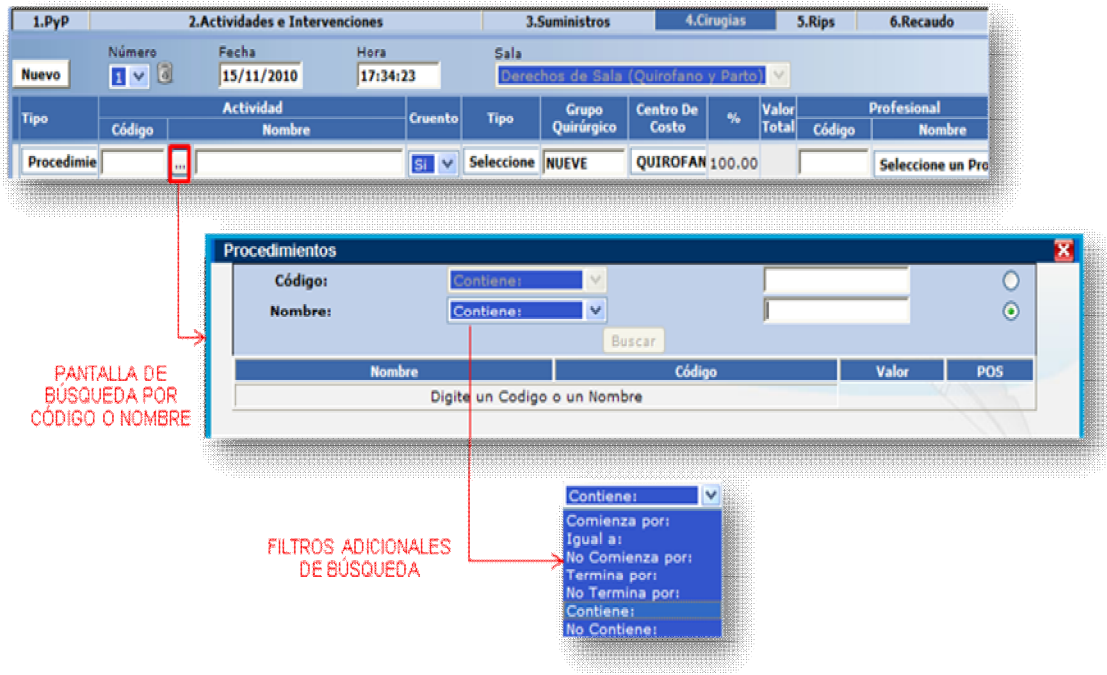 1.PyP 2.Actividades e Intervenciones 3.Suministros 4.Cirugias 5.Rips 6.Recaudo
Número Fecha Hora Sala
Nuevo 1 15/11/2010 17:34:23 Derechos de Sala (Quirofano y Parto)
Tipo Actividad Cruento Tipo Grupo Quirúrgico Centro De Costo % Valor Total Profesional
Código Nombre Código Nombre
Procedimie ... Si Seleccione NUEVE QUIROFAN 100.00 Seleccione un Pro
Procedimientos
Código: Contiene:
Nombre: Contiene:
Buscar
Nombre Código Valor POS
Digite un Codigo o un Nombre
PANTALLA DE
BÚSQUEDA POR
CÓDIGO O NOMBRE
Contiene:
Comienza por:
Igual a:
No Comienza por:
Termina por:
No Termina por:
Contiene:
No Contiene:
FILTROS ADICIONALES
DE BÚSQUEDA